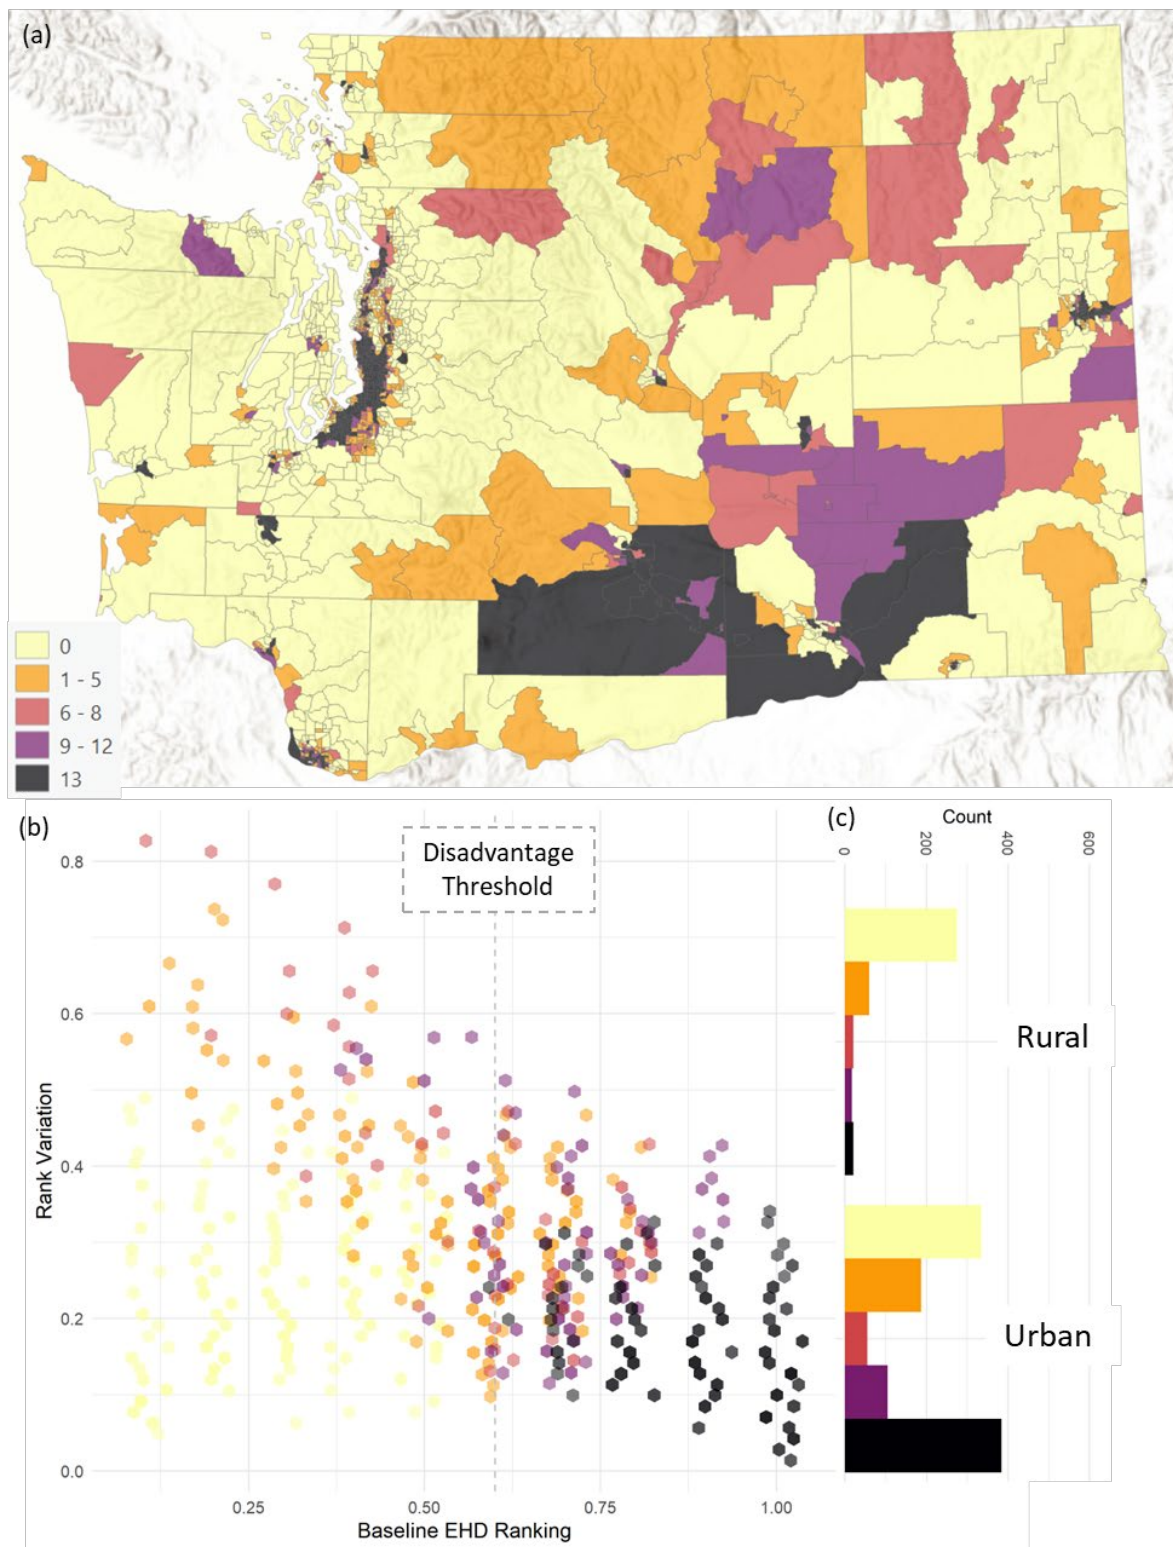 (a)
0
1 - 5
6 - 8
9 - 12
13
(b)
Disadvantage
Threshold
0.8
0.6
0.4
0.2
0.0
Rank Variation
0.25
0.50
0.75
1.00
Baseline EHD Ranking
(c)
Count
0
200
400
600
Rural
Urban